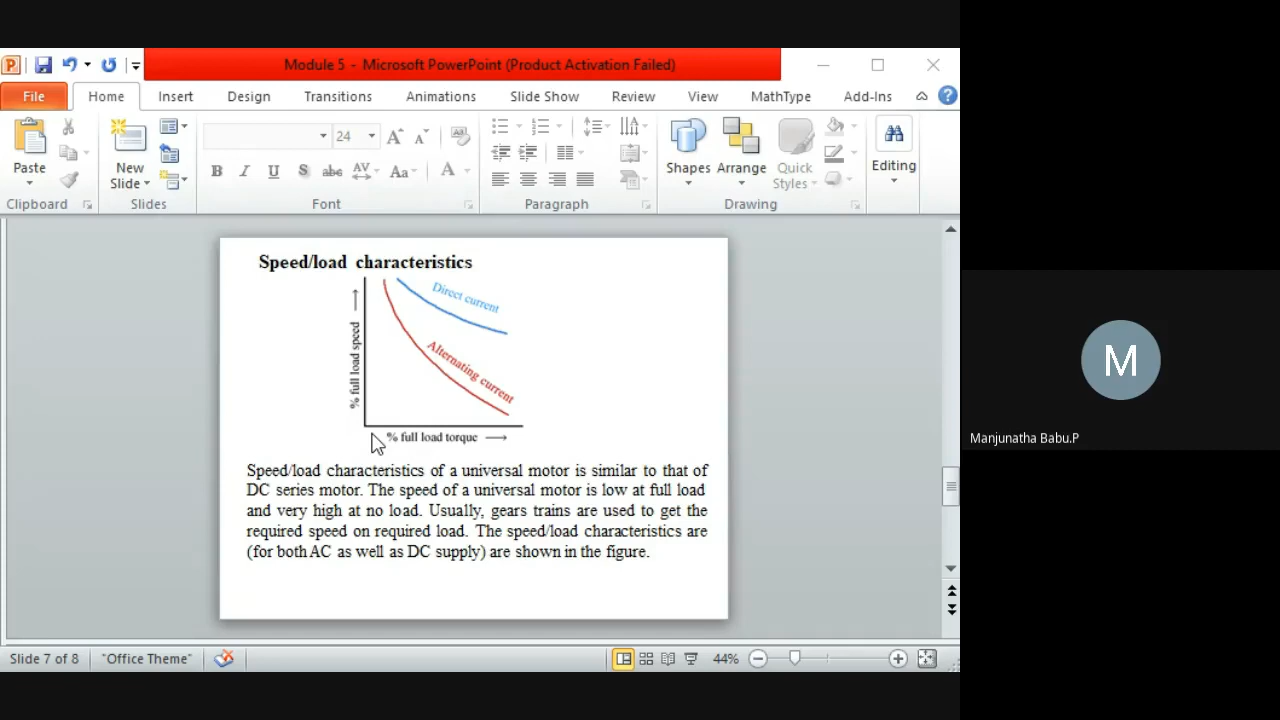 Module 5 - Microsoft PowerPoint (Product Activation Failed)
File Home Insert Design Transitions Animations Slide Show Review View MathType Add-Ins
24
Paste New Slide Shapes Arrange Quick Styles Editing
B I U S abc AV Aa A
Clipboard Slides Font Paragraph Drawing
Speed/load characteristics
Direct current
Alternating current
% full load speed
% full load torque
Speed/load characteristics of a universal motor is similar to that of
DC series motor. The speed of a universal motor is low at full load
and very high at no load. Usually, gears trains are used to get the
required speed on required load. The speed/load characteristics are
(for both AC as well as DC supply) are shown in the figure.
M
Manjunatha Babu.P
Slide 7 of 8 "Office Theme" 44%